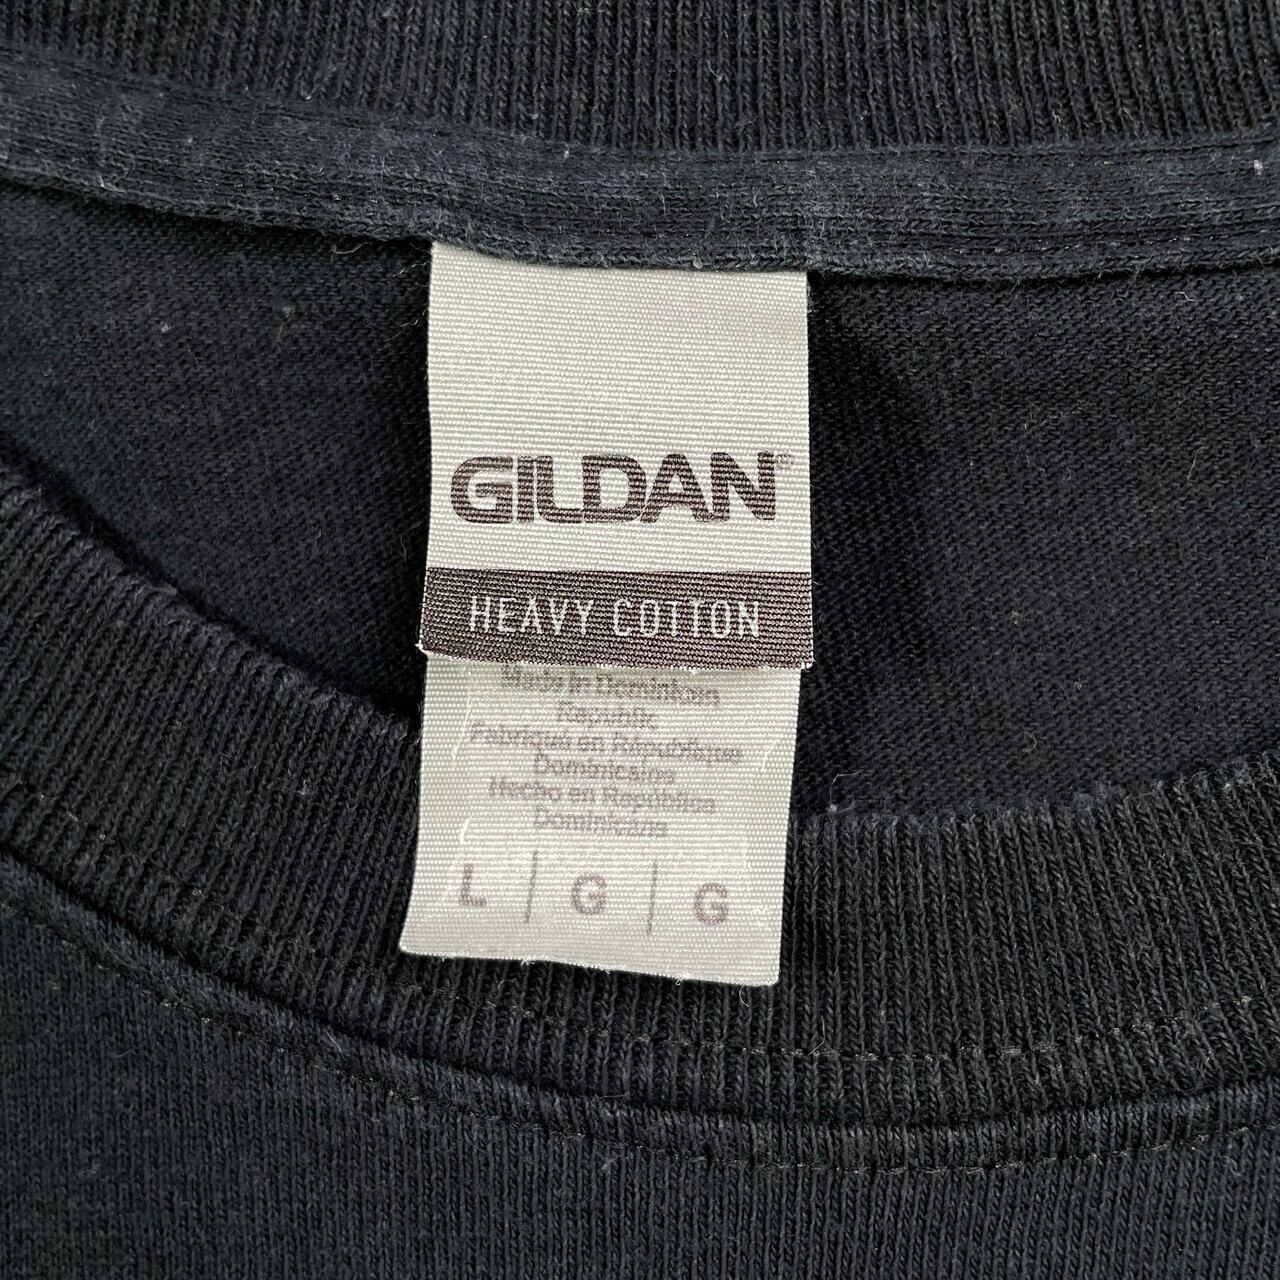 GILDAN®
HEAVY COTTON
Made in Dominican
Republic
Fabriqué en République
Dominicaine
Hecho en República
Dominicana
L | G | G